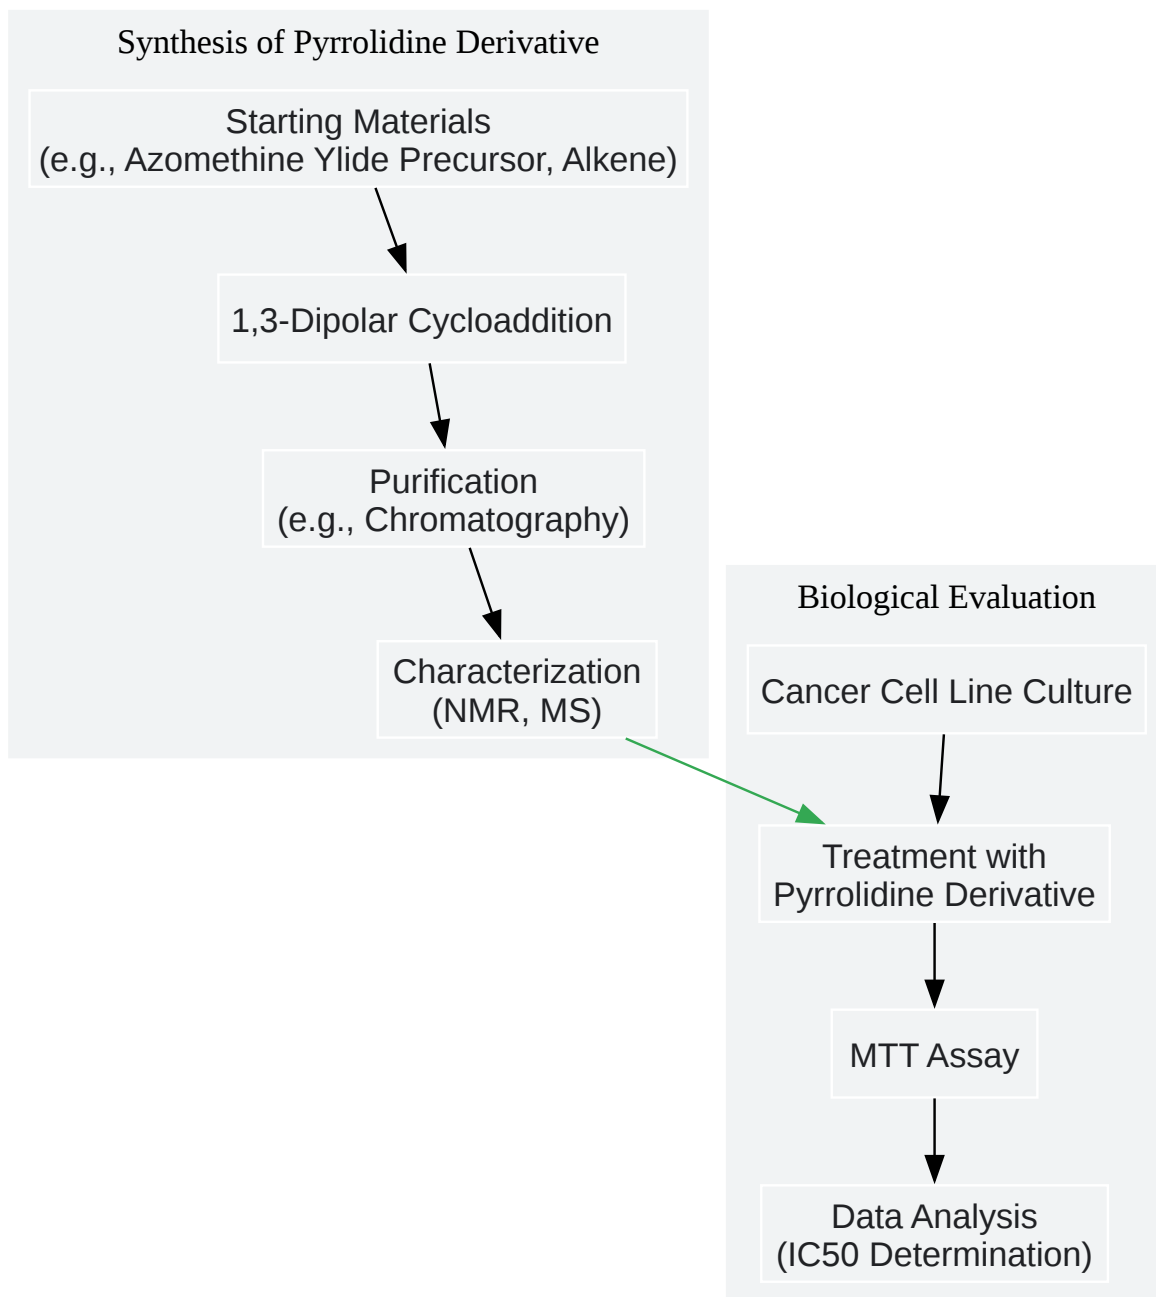 Synthesis of Pyrrolidine Derivative
Starting Materials
(e.g., Azomethine Ylide Precursor, Alkene)
1,3-Dipolar Cycloaddition
Purification
(e.g., Chromatography)
Characterization
(NMR, MS)
Biological Evaluation
Cancer Cell Line Culture
Treatment with
Pyrrolidine Derivative
MTT Assay
Data Analysis
(IC50 Determination)